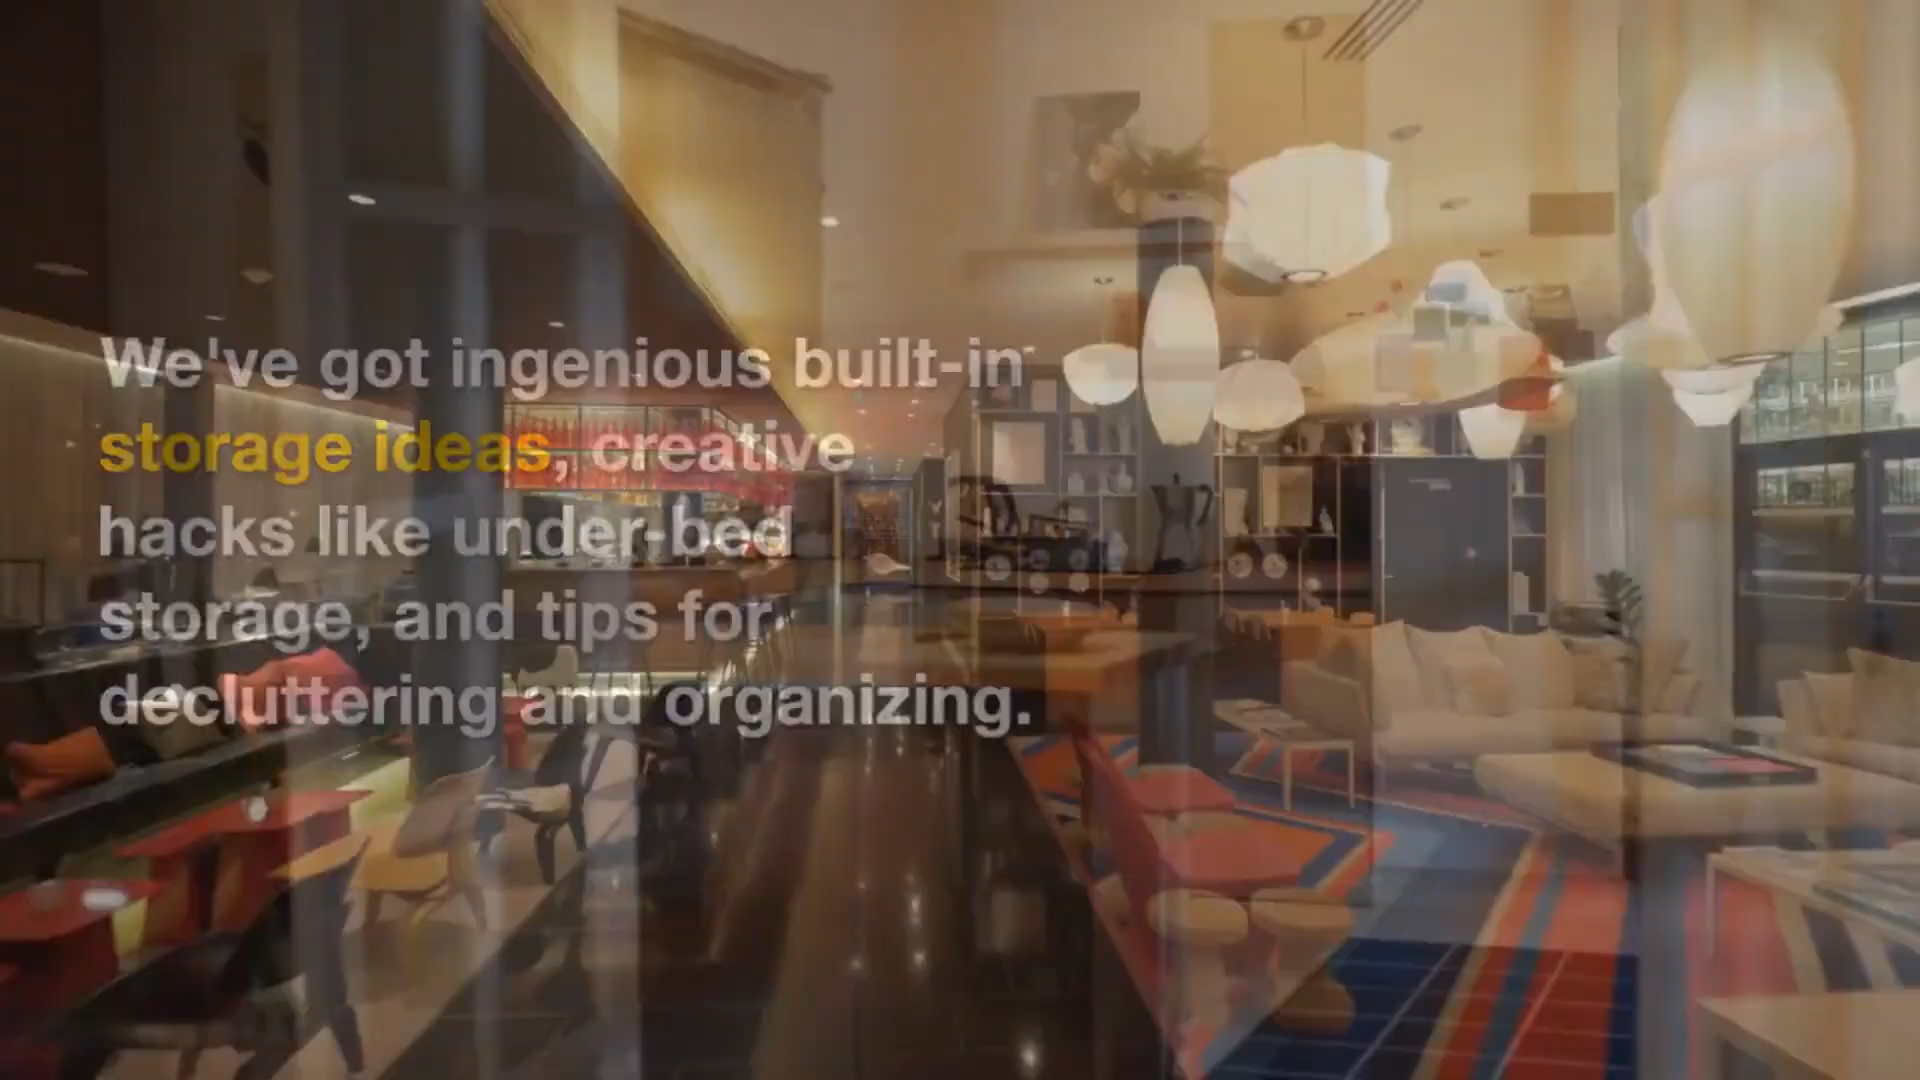 We've got ingenious built-in
storage ideas, creative
hacks like under-bed
storage, and tips for
decluttering and organizing.